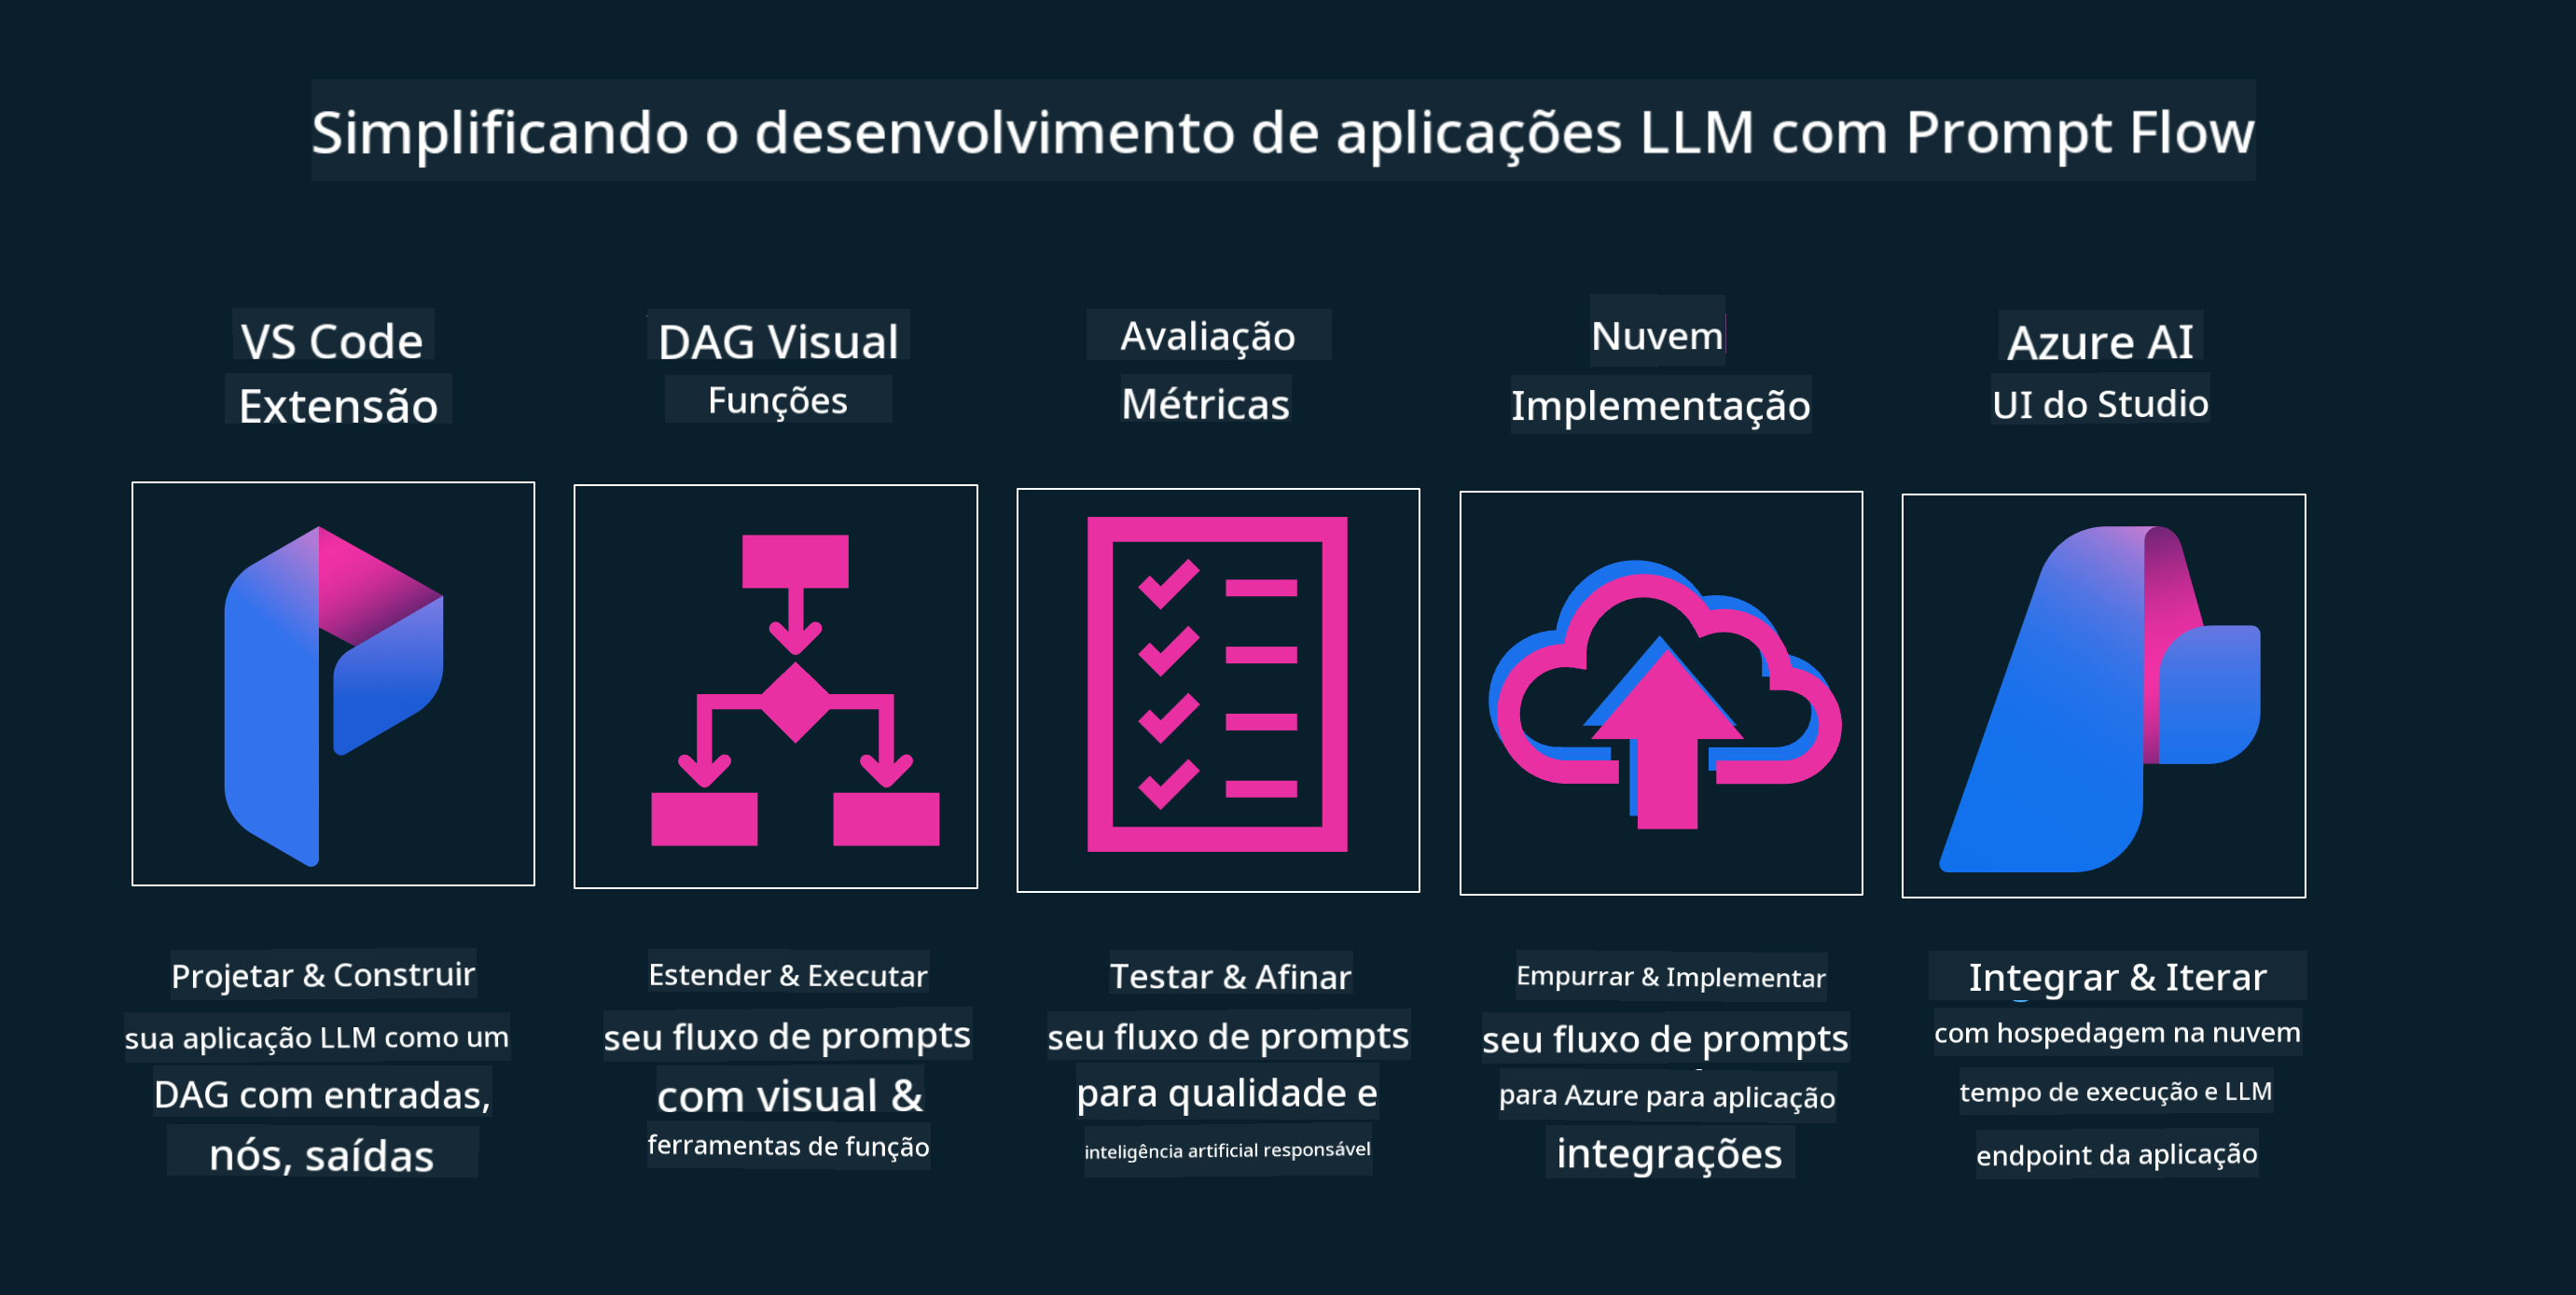 Simplificando o desenvolvimento de aplicações LLM com Prompt Flow
VS Code
Extensão
DAG Visual
Funções
Avaliação
Métricas
Nuvem
Implementação
Azure AI
UI do Studio
Projetar & Construir
sua aplicação LLM como um
DAG com entradas,
nós, saídas
Estender & Executar
seu fluxo de prompts
com visual &
ferramentas de função
Testar & Afinar
seu fluxo de prompts
para qualidade e
inteligência artificial responsável
Empurrar & Implementar
seu fluxo de prompts
para Azure para aplicação
integrações
Integrar & Iterar
com hospedagem na nuvem
tempo de execução e LLM
endpoint da aplicação